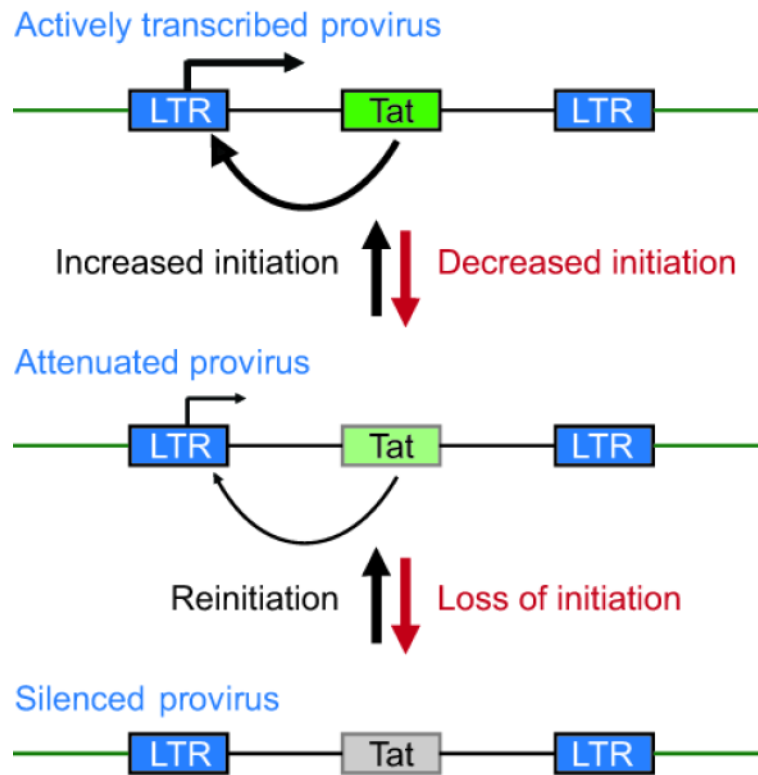 Actively transcribed provirus
LTR Tat LTR
Increased initiation Decreased initiation
Attenuated provirus
LTR Tat LTR
Reinitiation Loss of initiation
Silenced provirus
LTR Tat LTR